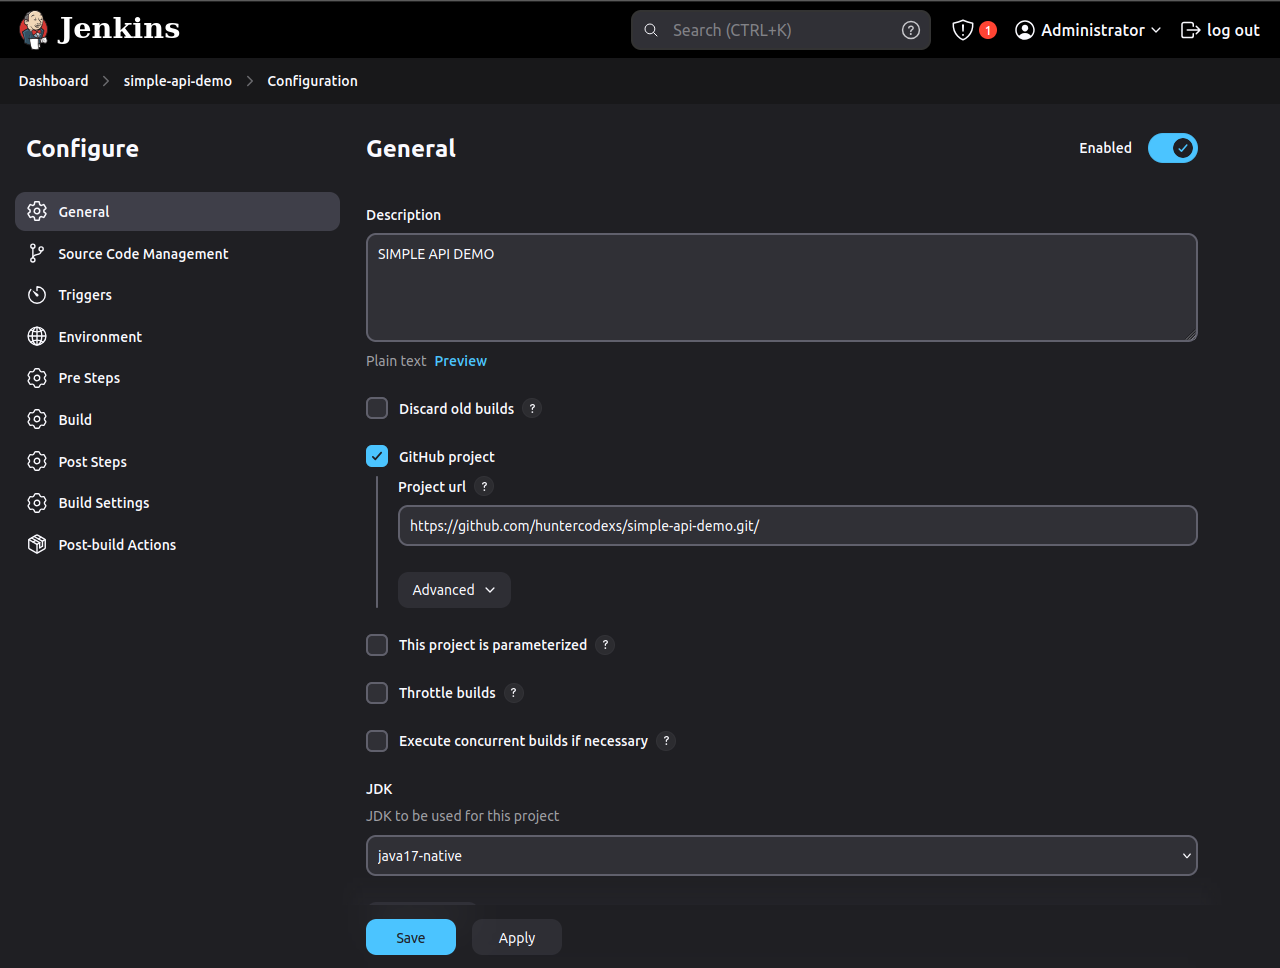 Jenkins
Search (CTRL+K)
?
1
Administrator
log out
Dashboard
simple-api-demo
Configuration
Configure
General
Source Code Management
Triggers
Environment
Pre Steps
Build
Post Steps
Build Settings
Post-build Actions
General
Enabled
Description
SIMPLE API DEMO
Plain text Preview
Discard old builds ?
GitHub project
Project url ?
https://github.com/huntercodexs/simple-api-demo.git/
Advanced
This project is parameterized ?
Throttle builds ?
Execute concurrent builds if necessary ?
JDK
JDK to be used for this project
java17-native
Save
Apply